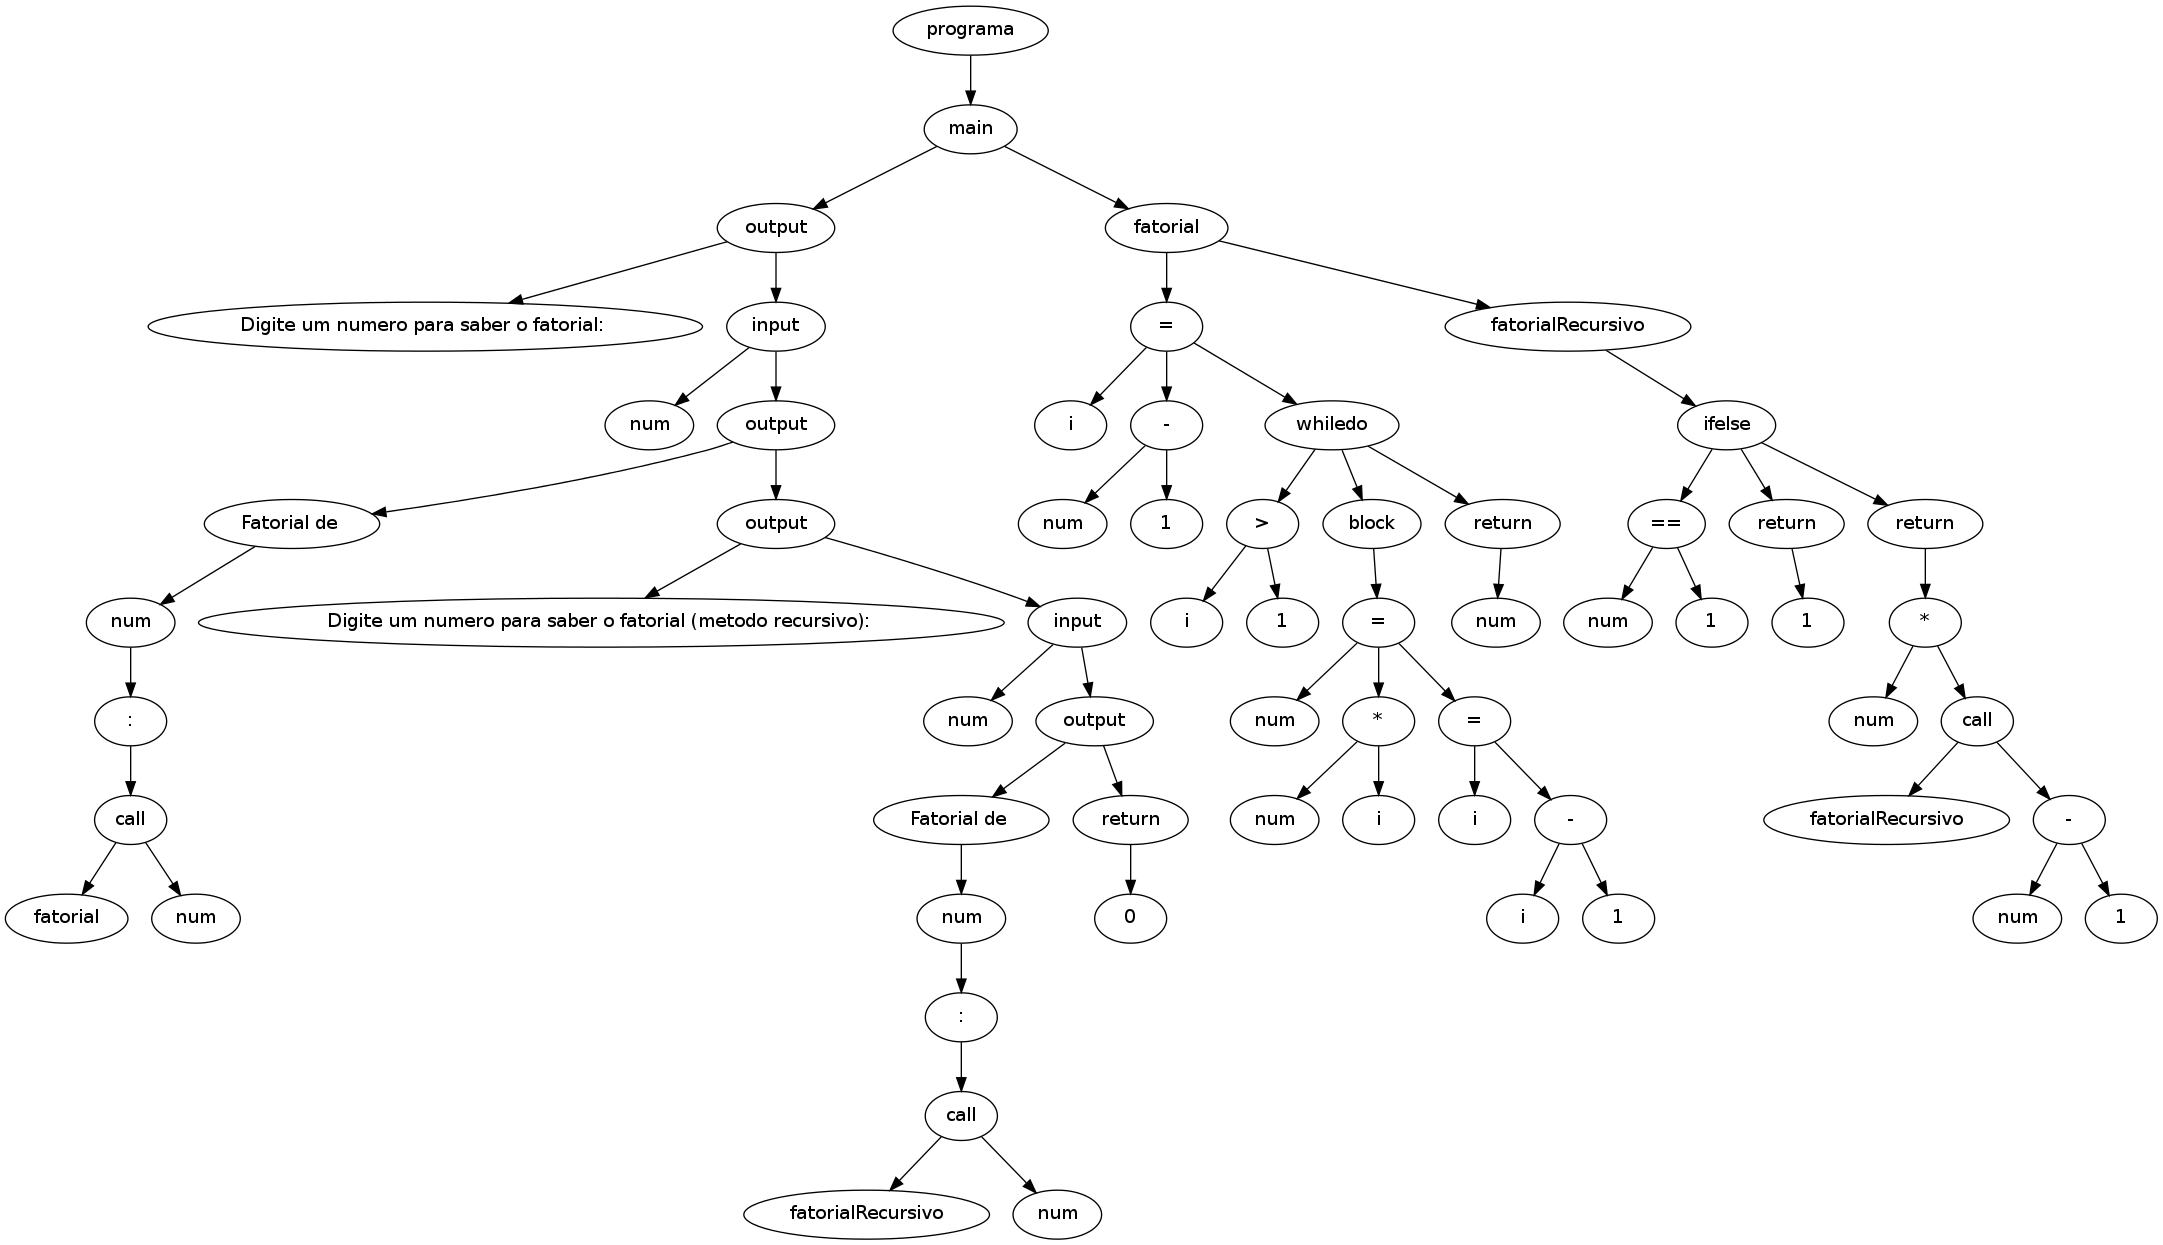 programa
main
output
fatorial
Digite um numero para saber o fatorial:
input
=
fatorialRecursivo
num
output
i
-
whiledo
ifelse
Fatorial de
output
num
1
>
block
return
==
return
return
num
Digite um numero para saber o fatorial (metodo recursivo):
input
i
1
=
num
num
1
1
*
:
num
output
num
*
=
num
call
call
Fatorial de
return
num
i
i
-
fatorialRecursivo
-
fatorial
num
num
0
i
1
num
1
:
call
fatorialRecursivo
num